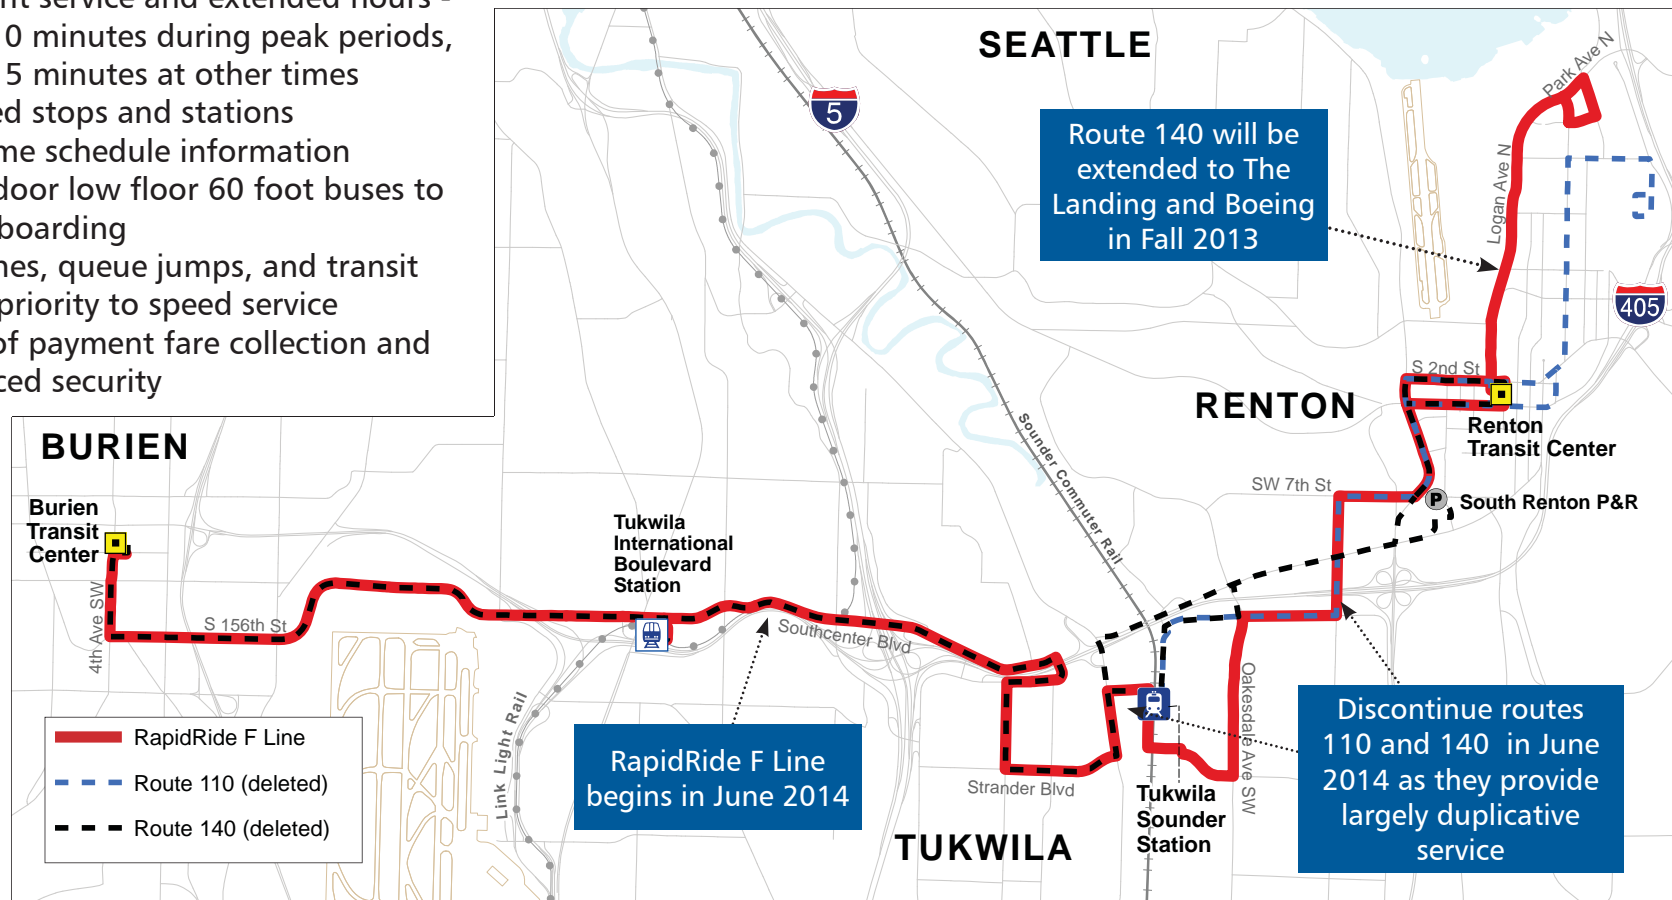 nt service and extended hours -
0 minutes during peak periods,
5 minutes at other times
ed stops and stations
me schedule information
door low floor 60 foot buses to
boarding
nes, queue jumps, and transit
priority to speed service
of payment fare collection and
ced security
SEATTLE
5
Park Ave N
Route 140 will be
extended to The
Landing and Boeing
in Fall 2013
Logan Ave N
405
S 2nd St
RENTON
Renton
Transit Center
BURIEN
Sounder Commuter Rail
SW 7th St
P
South Renton P&R
Burien
Transit
Center
Tukwila
International
Boulevard
Station
4th Ave SW
S 156th St
Southcenter Blvd
Oakesdale Ave SW
Link Light Rail
RapidRide F Line
Route 110 (deleted)
Route 140 (deleted)
RapidRide F Line
begins in June 2014
Strander Blvd
Tukwila
Sounder
Station
TUKWILA
Discontinue routes
110 and 140 in June
2014 as they provide
largely duplicative
service